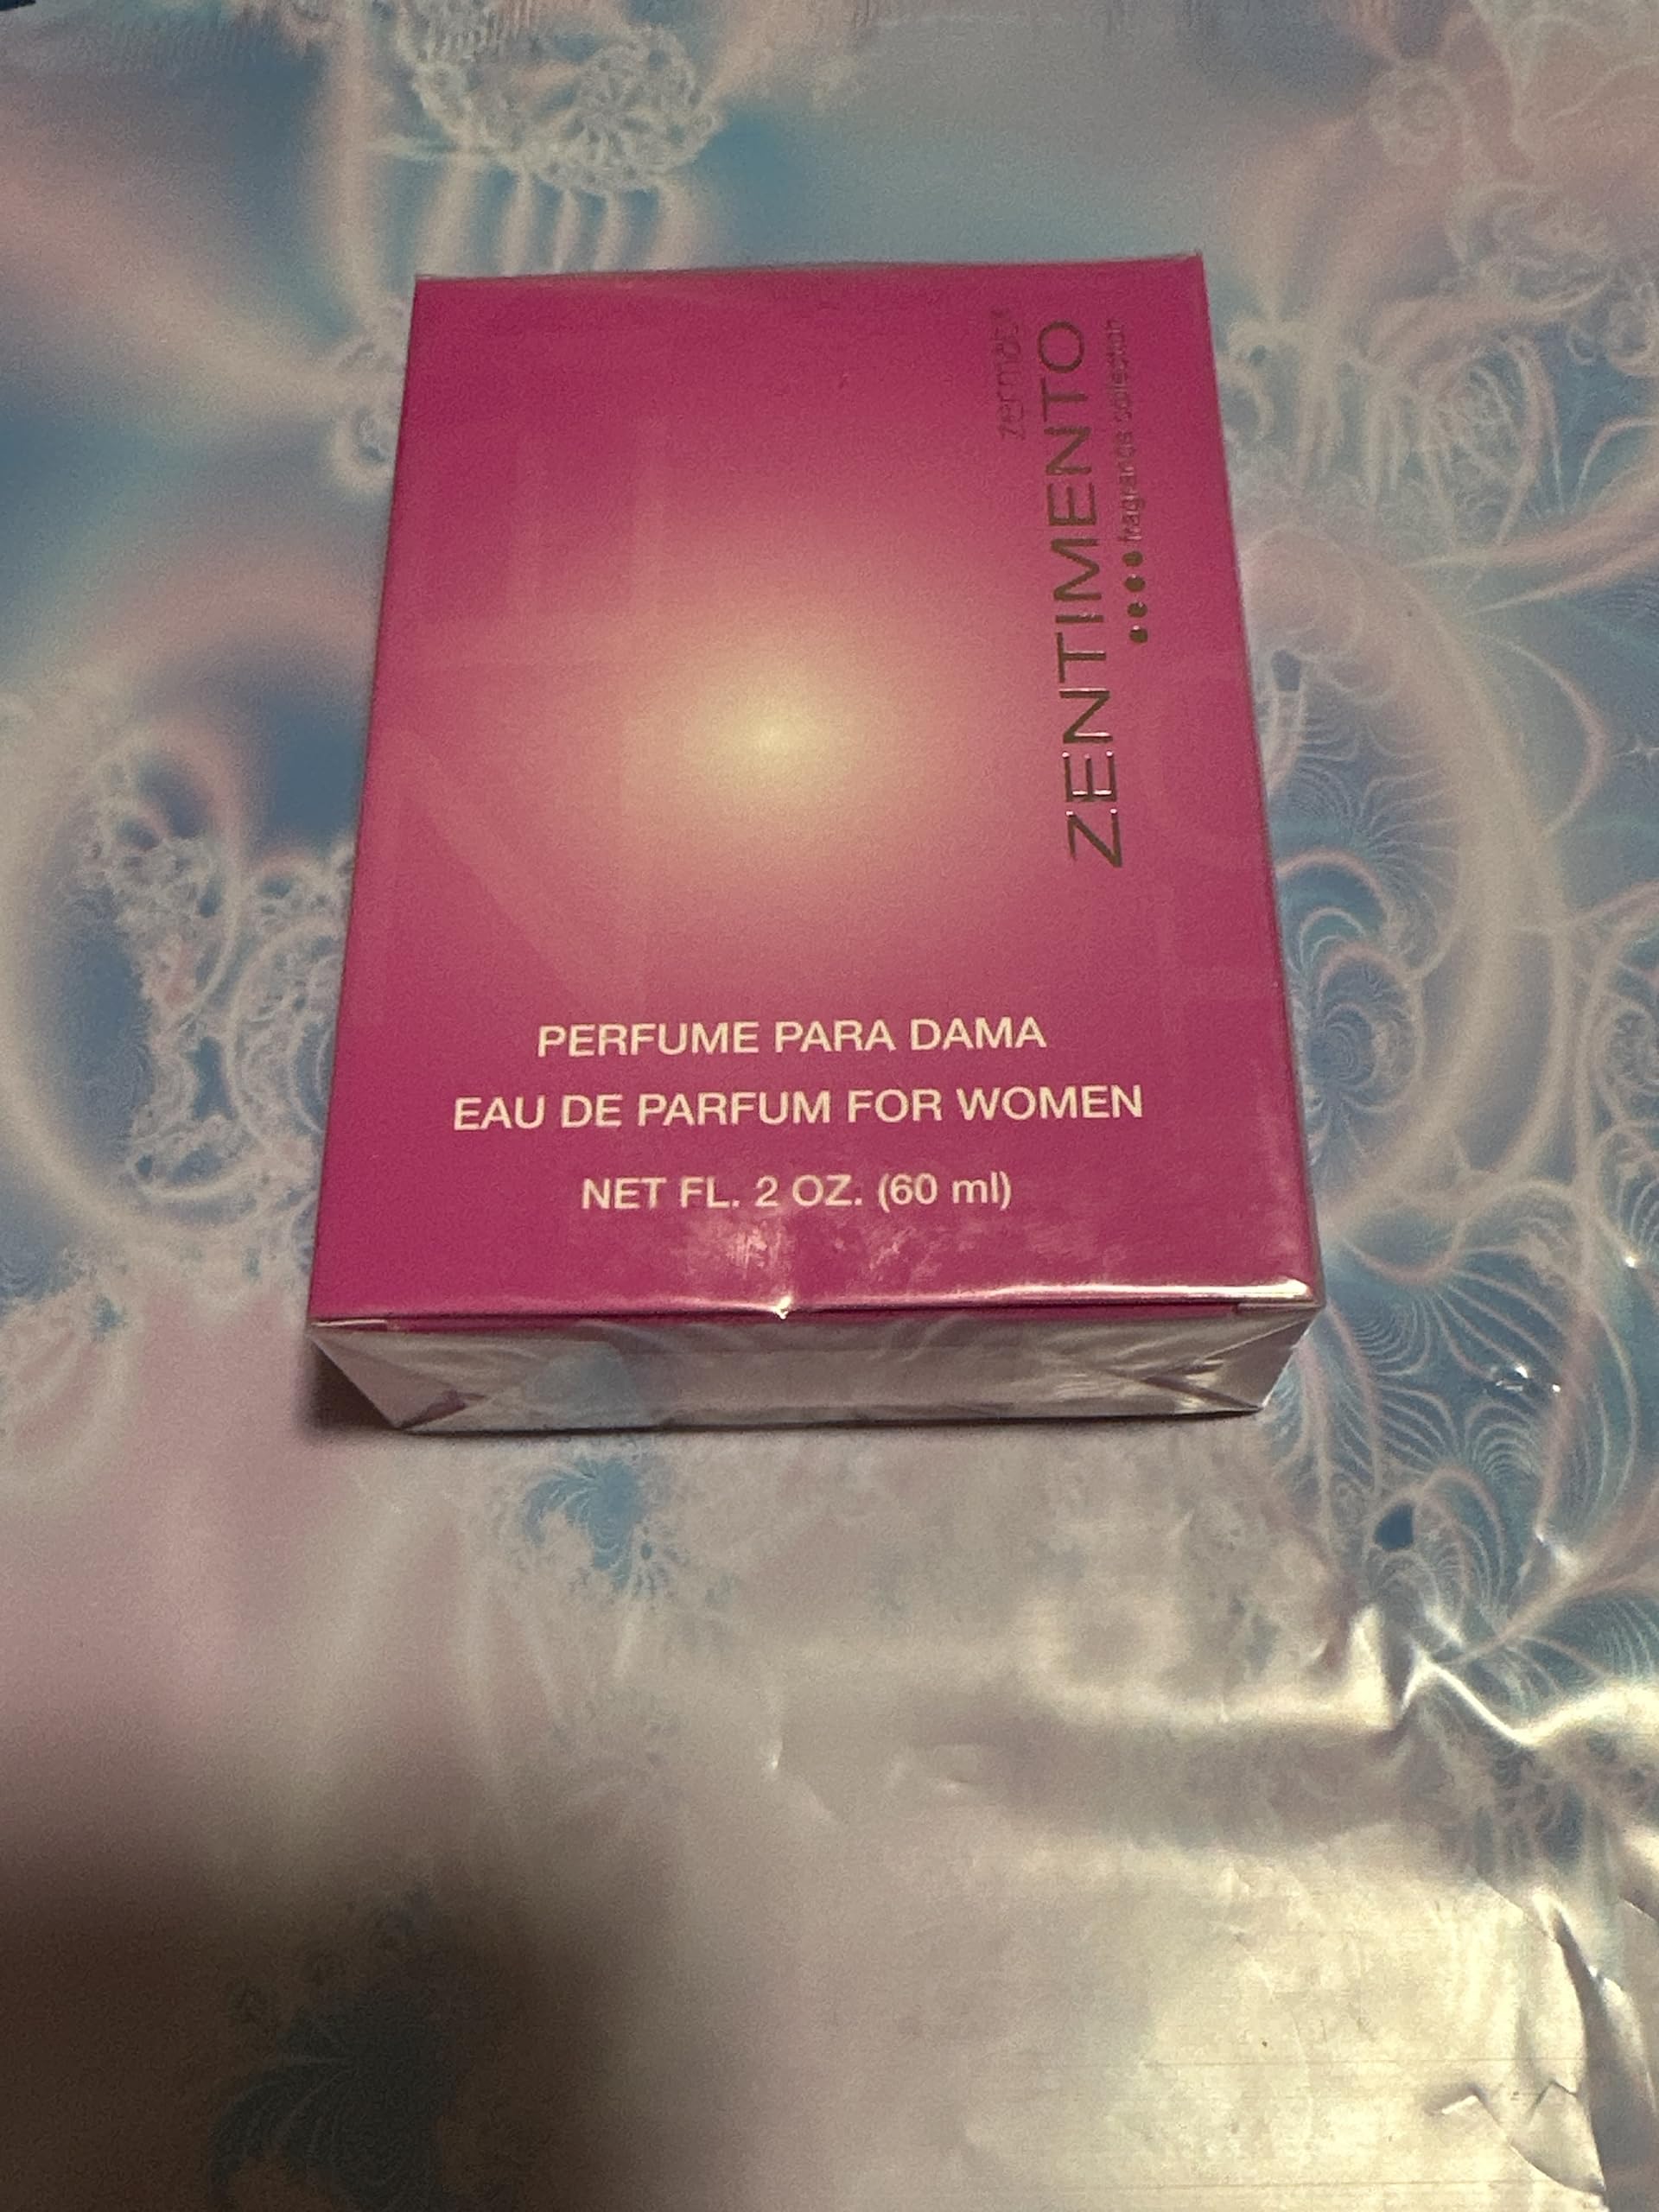 zermat
ZENTIMENTO
fragrance collection
PERFUME PARA DAMA
EAU DE PARFUM FOR WOMEN
NET FL. 2 OZ. (60 ml)